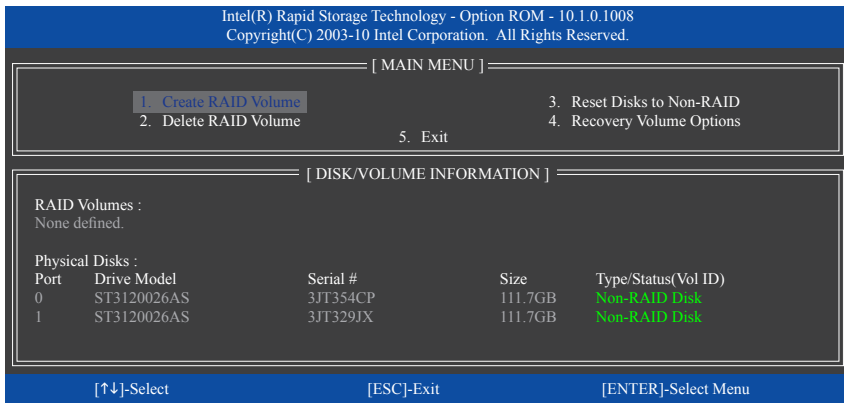 Intel(R) Rapid Storage Technology - Option ROM - 10.1.0.1008
Copyright(C) 2003-10 Intel Corporation. All Rights Reserved.
[ MAIN MENU ]
1. Create RAID Volume 3. Reset Disks to Non-RAID
2. Delete RAID Volume 4. Recovery Volume Options
5. Exit
[ DISK/VOLUME INFORMATION ]
RAID Volumes :
None defined.
Physical Disks :
Port Drive Model Serial # Size Type/Status(Vol ID)
0 ST3120026AS 3JT354CP 111.7GB Non-RAID Disk
1 ST3120026AS 3JT329JX 111.7GB Non-RAID Disk
[↑↓]-Select [ESC]-Exit [ENTER]-Select Menu